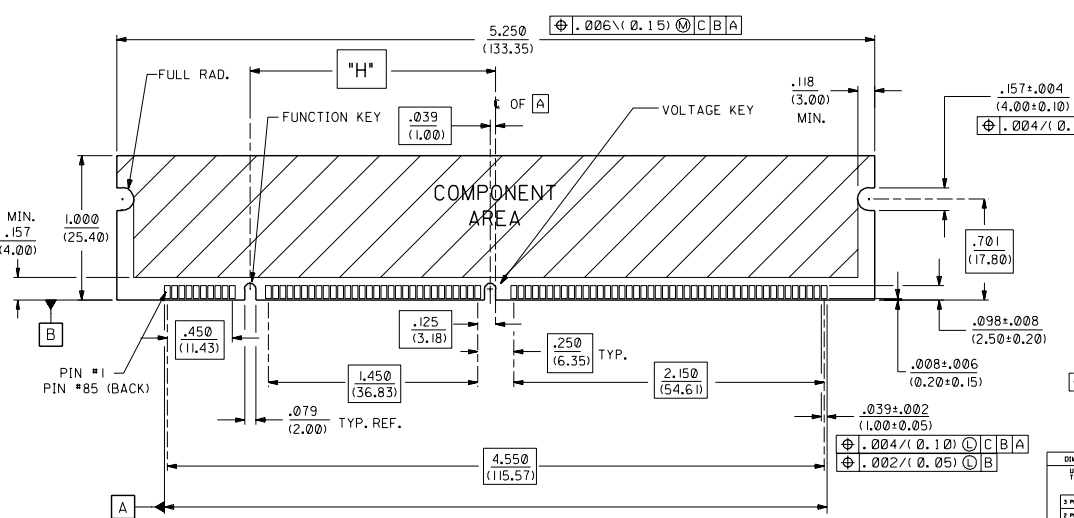 5.250
(133.35)
⌖ .006\(0.15) Ⓜ C B A
"H"
FULL RAD.
FUNCTION KEY
.039
(1.00)
℄ OF A
VOLTAGE KEY
.118
(3.00)
MIN.
.157±.004
(4.00±0.10)
⌖ .004/(0.
COMPONENT
AREA
MIN.
.157
(4.00)
1.000
(25.40)
.701
(17.80)
B
.450
(11.43)
.125
(3.18)
.250
(6.35)
TYP.
.098±.008
(2.50±0.20)
PIN #1
PIN #85 (BACK)
1.450
(36.83)
2.150
(54.61)
.008±.006
(0.20±0.15)
.079
(2.00)
TYP. REF.
.039±.002
(1.00±0.05)
⌖ .004/(0.10) Ⓛ C B A
⌖ .002/(0.05) Ⓛ B
4.550
(115.57)
A